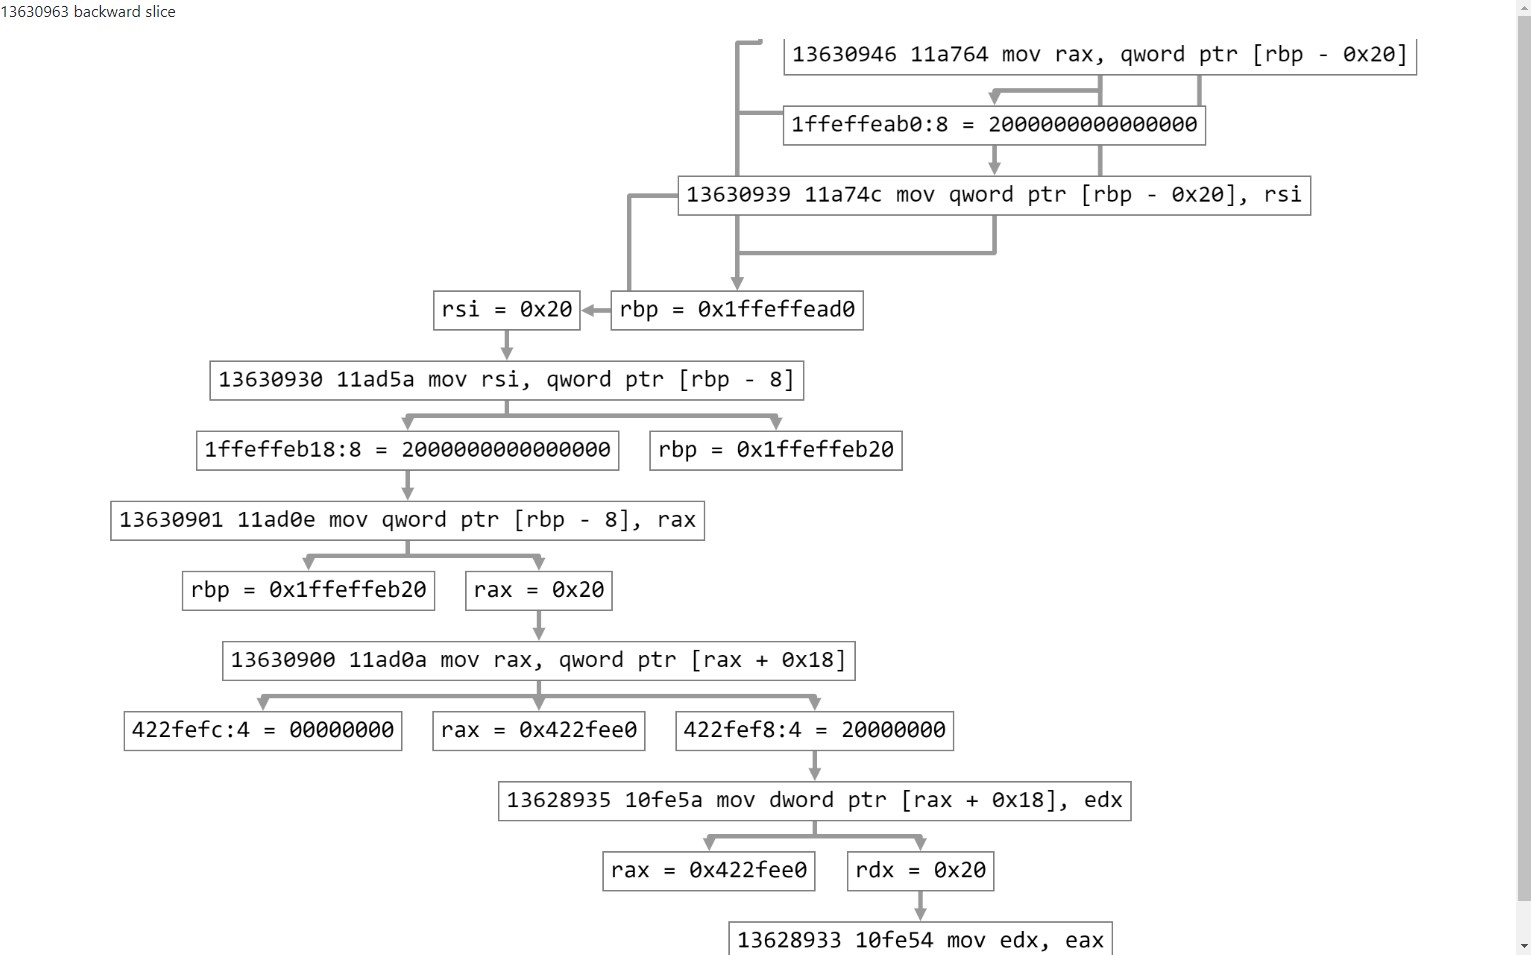 13630963 backward slice
13630946 11a764 mov rax, qword ptr [rbp - 0x20]
1ffeffeab0:8 = 2000000000000000
13630939 11a74c mov qword ptr [rbp - 0x20], rsi
rsi = 0x20
rbp = 0x1ffeffead0
13630930 11ad5a mov rsi, qword ptr [rbp - 8]
1ffeffeb18:8 = 2000000000000000
rbp = 0x1ffeffeb20
13630901 11ad0e mov qword ptr [rbp - 8], rax
rbp = 0x1ffeffeb20
rax = 0x20
13630900 11ad0a mov rax, qword ptr [rax + 0x18]
422fefc:4 = 00000000
rax = 0x422fee0
422fef8:4 = 20000000
13628935 10fe5a mov dword ptr [rax + 0x18], edx
rax = 0x422fee0
rdx = 0x20
13628933 10fe54 mov edx, eax